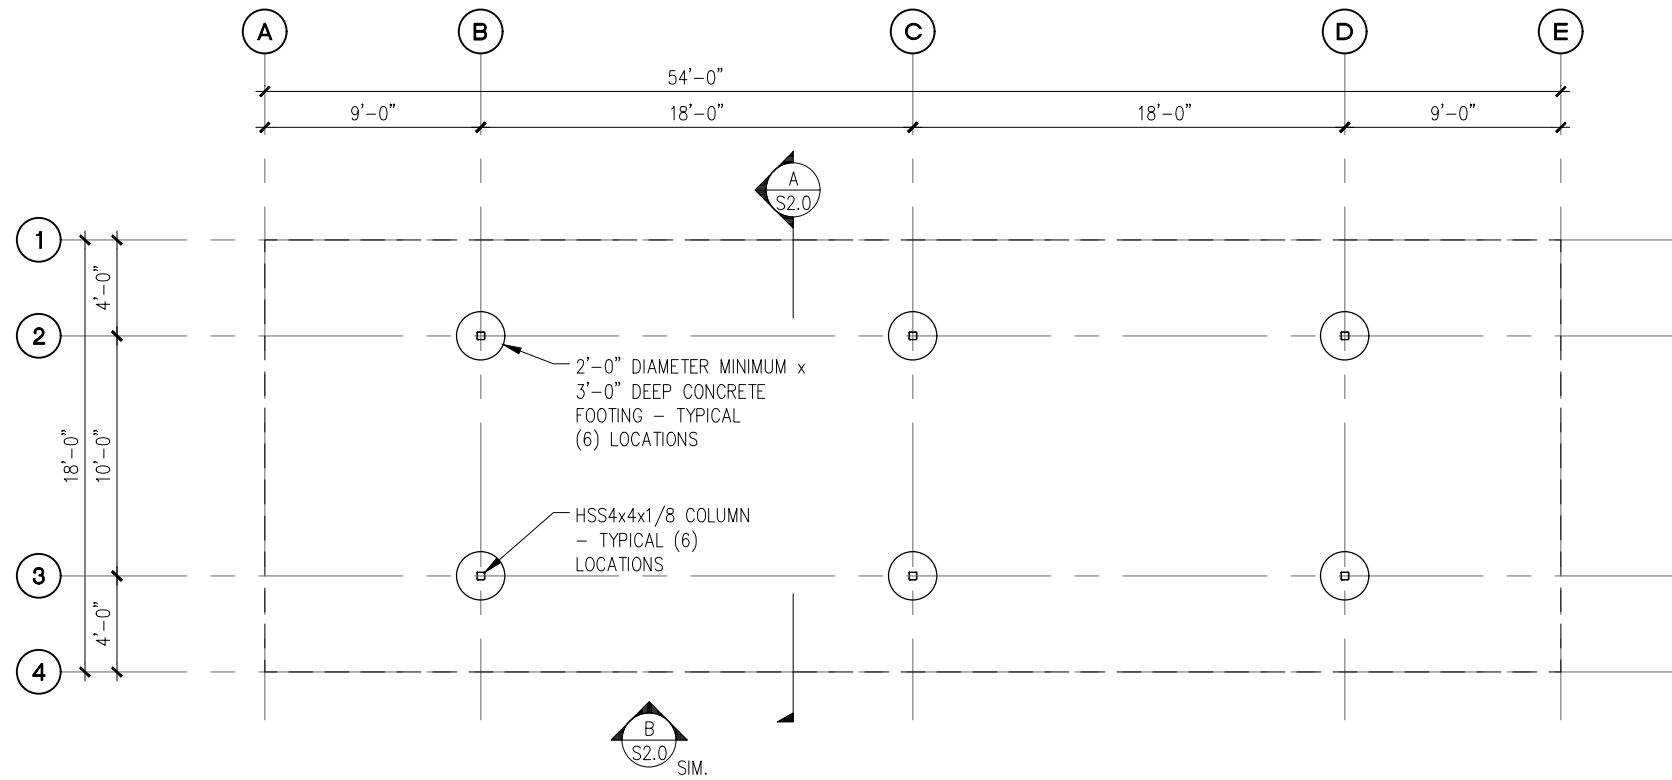 A
B
C
D
E
54'-0"
9'-0"
18'-0"
18'-0"
9'-0"
A
S2.0
1
4'-0"
2
2'-0" DIAMETER MINIMUM x
3'-0" DEEP CONCRETE
FOOTING - TYPICAL
(6) LOCATIONS
18'-0"
10'-0"
HSS4x4x1/8 COLUMN
- TYPICAL (6)
LOCATIONS
3
4'-0"
4
B
S2.0
SIM.